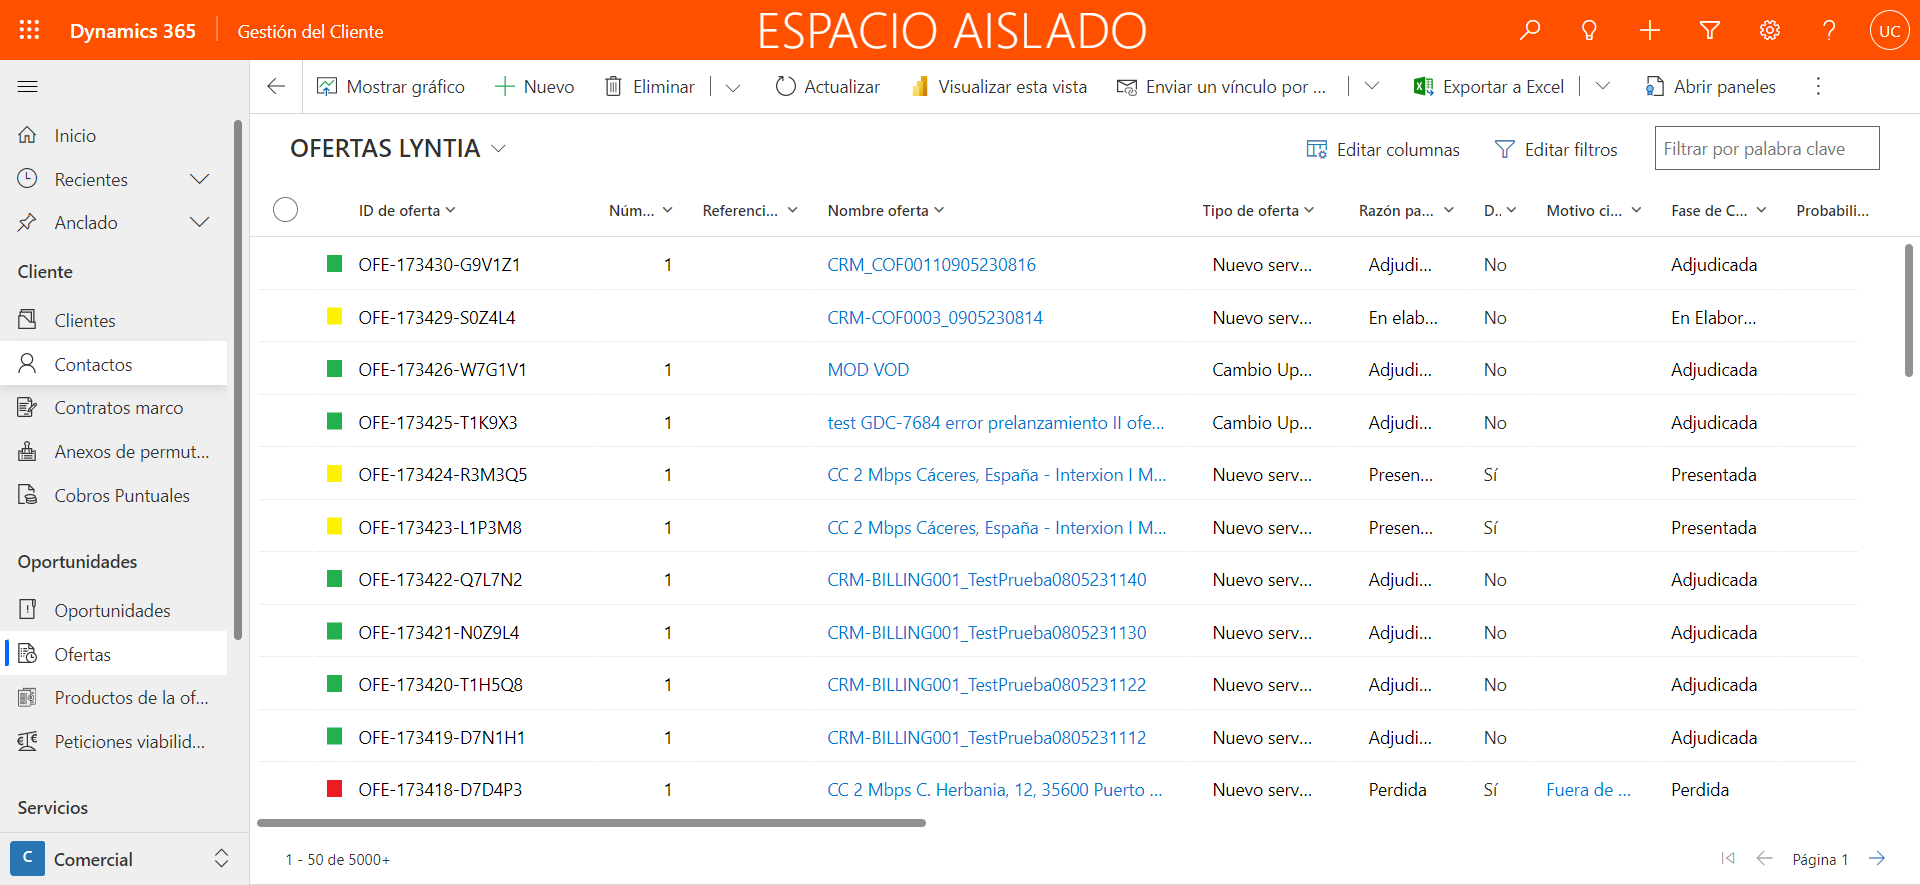 Dynamics 365 Gestión del Cliente ESPACIO AISLADO UC
Mostrar gráfico Nuevo Eliminar Actualizar Visualizar esta vista Enviar un vínculo por ... Exportar a Excel Abrir paneles
Inicio
Recientes
Anclado
Cliente
Clientes
Contactos
Contratos marco
Anexos de permut...
Cobros Puntuales
Oportunidades
Oportunidades
Ofertas
Productos de la of...
Peticiones viabilid...
Servicios
C Comercial
OFERTAS LYNTIA Editar columnas Editar filtros Filtrar por palabra clave
ID de oferta Núm... Referenci... Nombre oferta Tipo de oferta Razón pa... D.. Motivo ci... Fase de C... Probabili...
OFE-173430-G9V1Z1 1 CRM_COF00110905230816 Nuevo serv... Adjudi... No Adjudicada
OFE-173429-S0Z4L4 CRM-COF0003_0905230814 Nuevo serv... En elab... No En Elabor...
OFE-173426-W7G1V1 1 MOD VOD Cambio Up... Adjudi... No Adjudicada
OFE-173425-T1K9X3 1 test GDC-7684 error prelanzamiento II ofe... Cambio Up... Adjudi... No Adjudicada
OFE-173424-R3M3Q5 1 CC 2 Mbps Cáceres, España - Interxion I M... Nuevo serv... Presen... Sí Presentada
OFE-173423-L1P3M8 1 CC 2 Mbps Cáceres, España - Interxion I M... Nuevo serv... Presen... Sí Presentada
OFE-173422-Q7L7N2 1 CRM-BILLING001_TestPrueba0805231140 Nuevo serv... Adjudi... No Adjudicada
OFE-173421-N0Z9L4 1 CRM-BILLING001_TestPrueba0805231130 Nuevo serv... Adjudi... No Adjudicada
OFE-173420-T1H5Q8 1 CRM-BILLING001_TestPrueba0805231122 Nuevo serv... Adjudi... No Adjudicada
OFE-173419-D7N1H1 1 CRM-BILLING001_TestPrueba0805231112 Nuevo serv... Adjudi... No Adjudicada
OFE-173418-D7D4P3 1 CC 2 Mbps C. Herbania, 12, 35600 Puerto ... Nuevo serv... Perdida Sí Fuera de ... Perdida
1 - 50 de 5000+ Página 1